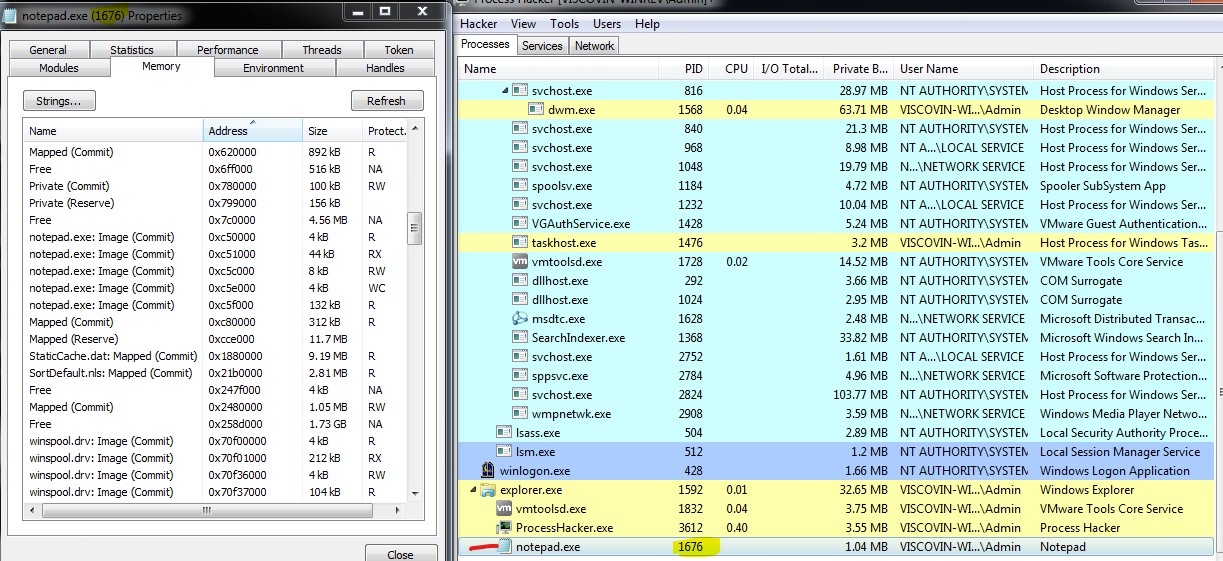 notepad.exe (1676) Properties
General Statistics Performance Threads Token
Modules Memory Environment Handles
Strings... Refresh
Name Address Size Protect.
Mapped (Commit) 0x620000 892 kB R
Free 0x6ff000 516 kB NA
Private (Commit) 0x780000 100 kB RW
Private (Reserve) 0x799000 156 kB
Free 0x7c0000 4.56 MB NA
notepad.exe: Image (Commit) 0xc50000 4 kB R
notepad.exe: Image (Commit) 0xc51000 44 kB RX
notepad.exe: Image (Commit) 0xc5c000 8 kB RW
notepad.exe: Image (Commit) 0xc5e000 4 kB WC
notepad.exe: Image (Commit) 0xc5f000 132 kB R
Mapped (Commit) 0xc80000 312 kB R
Mapped (Reserve) 0xcce000 11.7 MB
StaticCache.dat: Mapped (Commit) 0x1880000 9.19 MB R
SortDefault.nls: Mapped (Commit) 0x21b0000 2.81 MB R
Free 0x247f000 4 kB NA
Mapped (Commit) 0x2480000 1.05 MB RW
Free 0x258d000 1.73 GB NA
winspool.drv: Image (Commit) 0x70f00000 4 kB R
winspool.drv: Image (Commit) 0x70f01000 212 kB RX
winspool.drv: Image (Commit) 0x70f36000 4 kB RW
winspool.drv: Image (Commit) 0x70f37000 104 kB R
Close
Process Hacker [VISCOVIN-WINREV\Admin]+
Hacker View Tools Users Help
Processes Services Network
Name PID CPU I/O Total... Private B... User Name Description
svchost.exe 816 28.97 MB NT AUTHORITY\SYSTEM Host Process for Windows Ser...
dwm.exe 1568 0.04 63.71 MB VISCOVIN-WI...\Admin Desktop Window Manager
svchost.exe 840 21.3 MB NT AUTHORITY\SYSTEM Host Process for Windows Ser...
svchost.exe 968 8.98 MB NT A...\LOCAL SERVICE Host Process for Windows Ser...
svchost.exe 1048 19.79 MB N...\NETWORK SERVICE Host Process for Windows Ser...
spoolsv.exe 1184 4.72 MB NT AUTHORITY\SYSTEM Spooler SubSystem App
svchost.exe 1232 10.04 MB NT A...\LOCAL SERVICE Host Process for Windows Ser...
VGAuthService.exe 1428 5.24 MB NT AUTHORITY\SYSTEM VMware Guest Authentication...
taskhost.exe 1476 3.2 MB VISCOVIN-WI...\Admin Host Process for Windows Tas...
vm vmtoolsd.exe 1728 0.02 14.52 MB NT AUTHORITY\SYSTEM VMware Tools Core Service
dllhost.exe 292 3.66 MB NT AUTHORITY\SYSTEM COM Surrogate
dllhost.exe 1024 2.95 MB NT AUTHORITY\SYSTEM COM Surrogate
msdtc.exe 1628 2.48 MB N...\NETWORK SERVICE Microsoft Distributed Transac...
SearchIndexer.exe 1368 33.82 MB NT AUTHORITY\SYSTEM Microsoft Windows Search In...
svchost.exe 2752 1.61 MB NT A...\LOCAL SERVICE Host Process for Windows Ser...
sppsvc.exe 2784 4.96 MB N...\NETWORK SERVICE Microsoft Software Protection...
svchost.exe 2824 103.77 MB NT AUTHORITY\SYSTEM Host Process for Windows Ser...
wmpnetwk.exe 2908 3.59 MB N...\NETWORK SERVICE Windows Media Player Netwo...
lsass.exe 504 2.89 MB NT AUTHORITY\SYSTEM Local Security Authority Proce...
lsm.exe 512 1.2 MB NT AUTHORITY\SYSTEM Local Session Manager Service
winlogon.exe 428 1.66 MB NT AUTHORITY\SYSTEM Windows Logon Application
explorer.exe 1592 0.01 32.65 MB VISCOVIN-WI...\Admin Windows Explorer
vm vmtoolsd.exe 1832 0.04 3.75 MB VISCOVIN-WI...\Admin VMware Tools Core Service
ProcessHacker.exe 3612 0.40 3.55 MB VISCOVIN-WI...\Admin Process Hacker
notepad.exe 1676 1.04 MB VISCOVIN-WI...\Admin Notepad